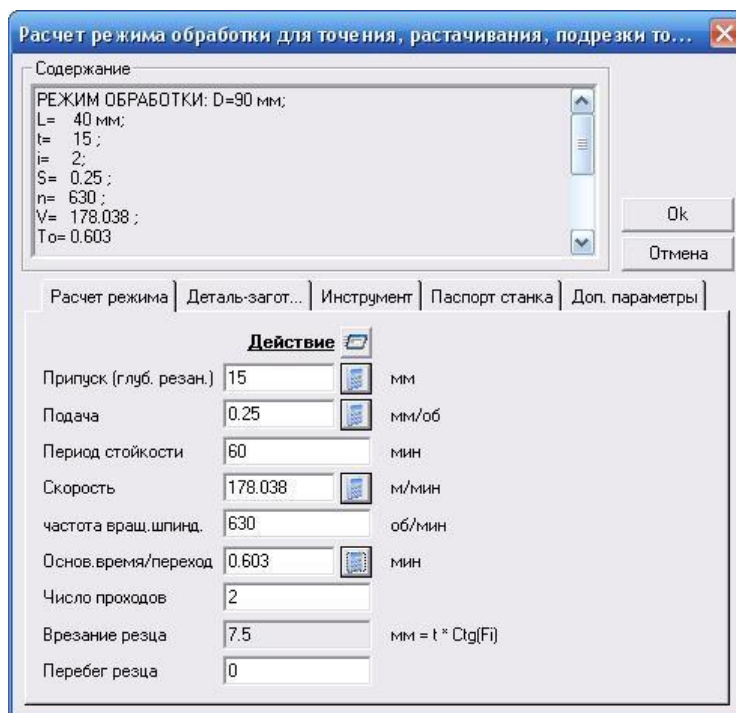 Расчет режима обработки для точения, растачивания, подрезки то...
Содержание
РЕЖИМ ОБРАБОТКИ: D=90 мм;
L= 40 мм;
t= 15 ;
i= 2;
S= 0.25 ;
n= 630 ;
V= 178.038 ;
To= 0.603
Ok
Отмена
Расчет режима Деталь-загот... Инструмент Паспорт станка Доп. параметры
Действие
Припуск (глуб. резан.) 15 мм
Подача 0.25 мм/об
Период стойкости 60 мин
Скорость 178.038 м/мин
частота вращ.шпинд. 630 об/мин
Основ.время/переход 0.603 мин
Число проходов 2
Врезание резца 7.5 мм = t * Ctg(Fi)
Перебег резца 0